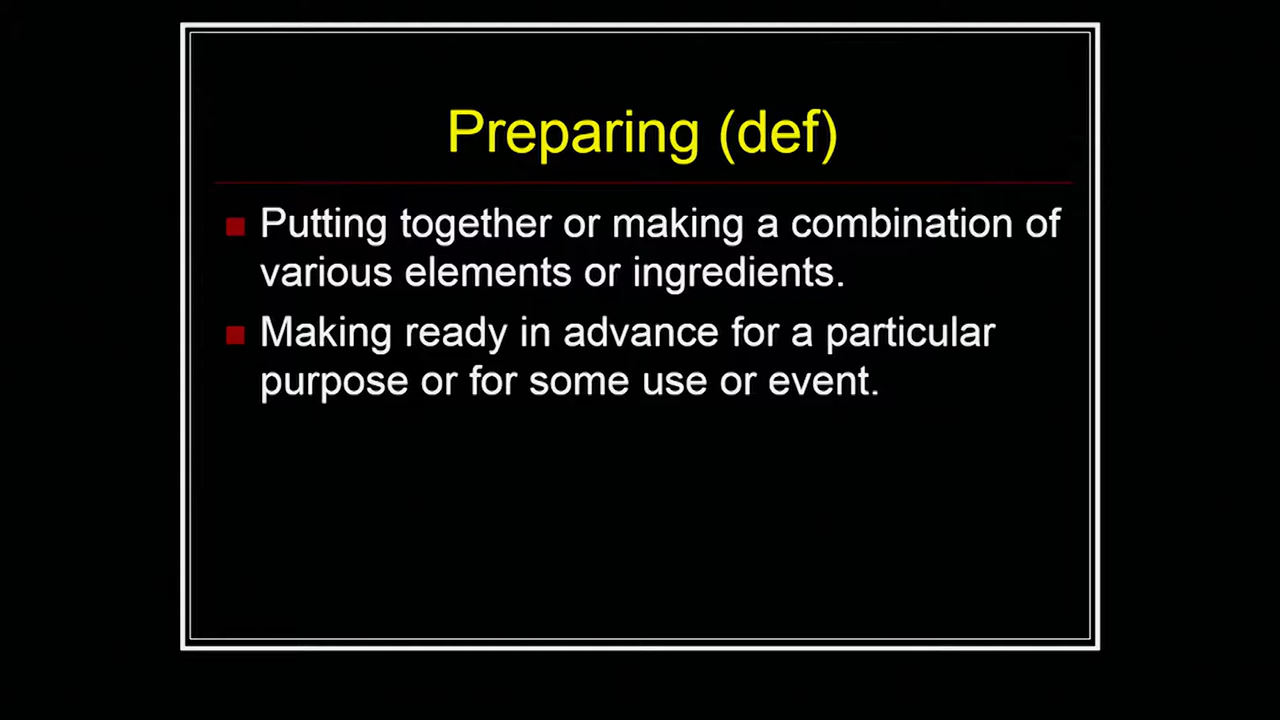 Preparing (def)
Putting together or making a combination of
various elements or ingredients.
Making ready in advance for a particular
purpose or for some use or event.